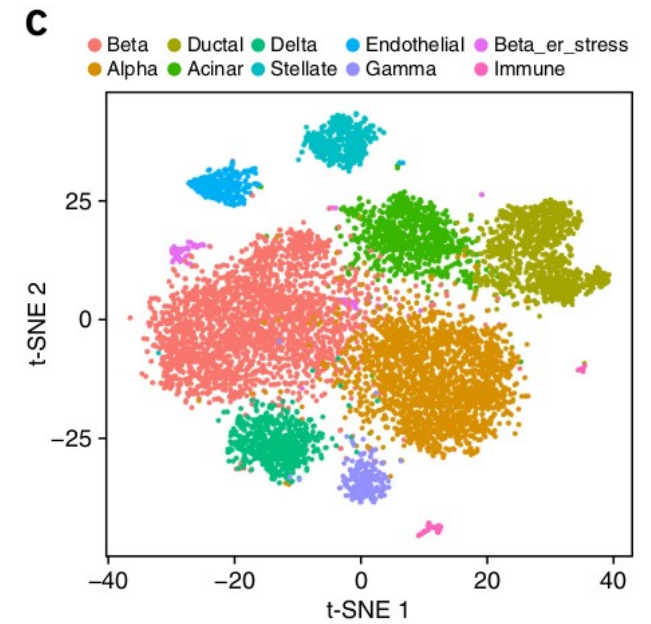 C
Beta Ductal Delta Endothelial Beta_er_stress
Alpha Acinar Stellate Gamma Immune
25
0
−25
t-SNE 2
−40 −20 0 20 40
t-SNE 1